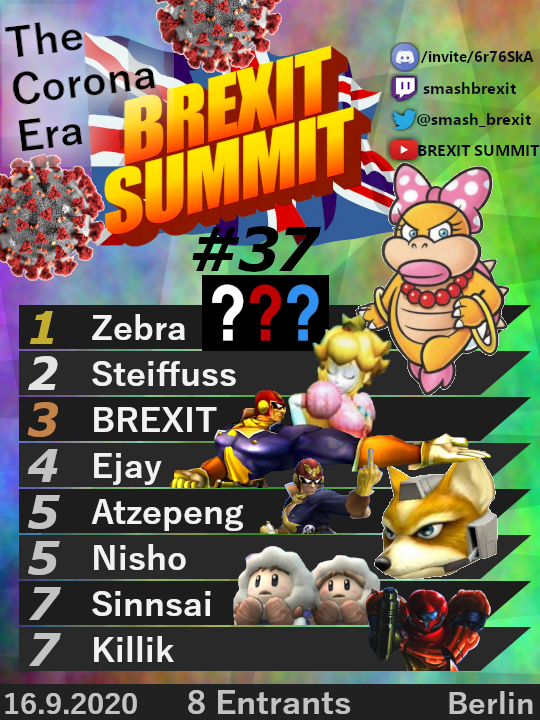 The
Corona
Era
BREXIT
SUMMIT
#37
/invite/6r76SkA
smashbrexit
@smash_brexit
BREXIT SUMMIT
???
1 Zebra
2 Steiffuss
3 BREXIT
4 Ejay
5 Atzepeng
5 Nisho
7 Sinnsai
7 Killik
16.9.2020 8 Entrants Berlin